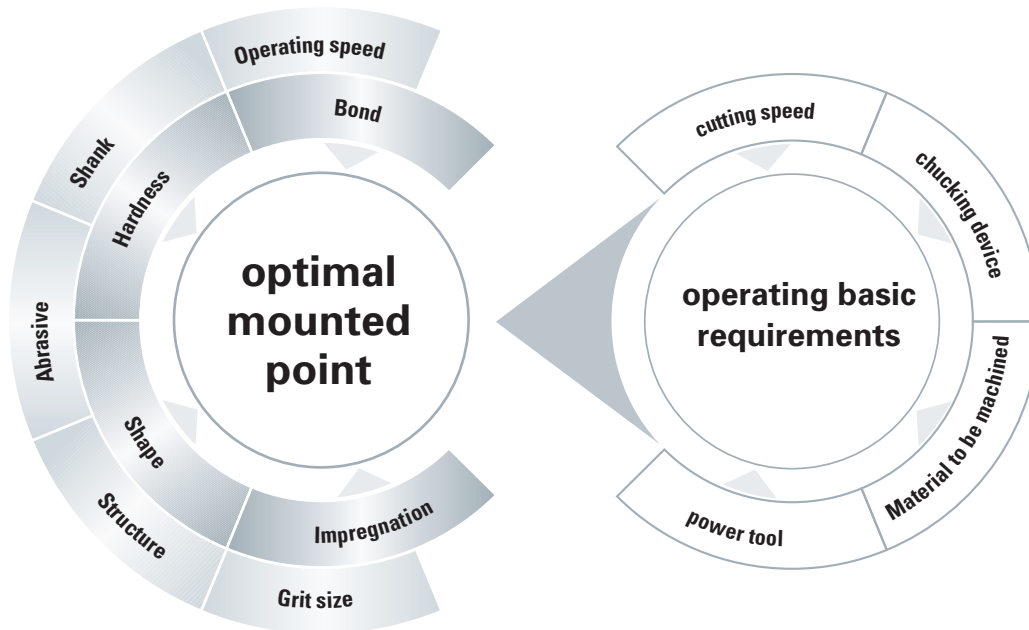 Operating speed
Bond
Shank
Hardness
Abrasive
Shape
Structure
Impregnation
Grit size
optimal
mounted
point
cutting speed
chucking device
operating basic
requirements
Material to be machined
power tool